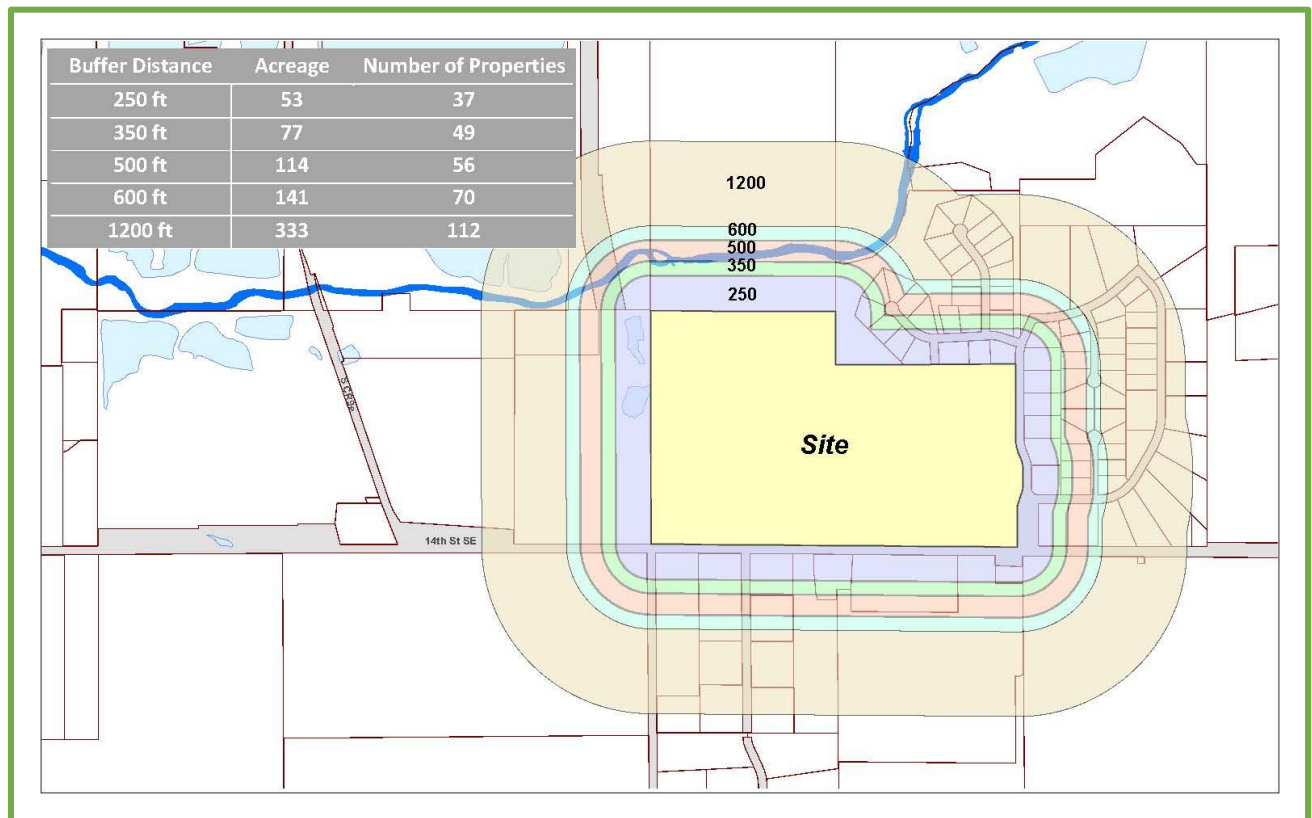 Buffer Distance Acreage Number of Properties
250 ft 53 37
350 ft 77 49
500 ft 114 56
600 ft 141 70
1200 ft 333 112
1200
600
500
350
250
Site
S CR9e
14th St SE